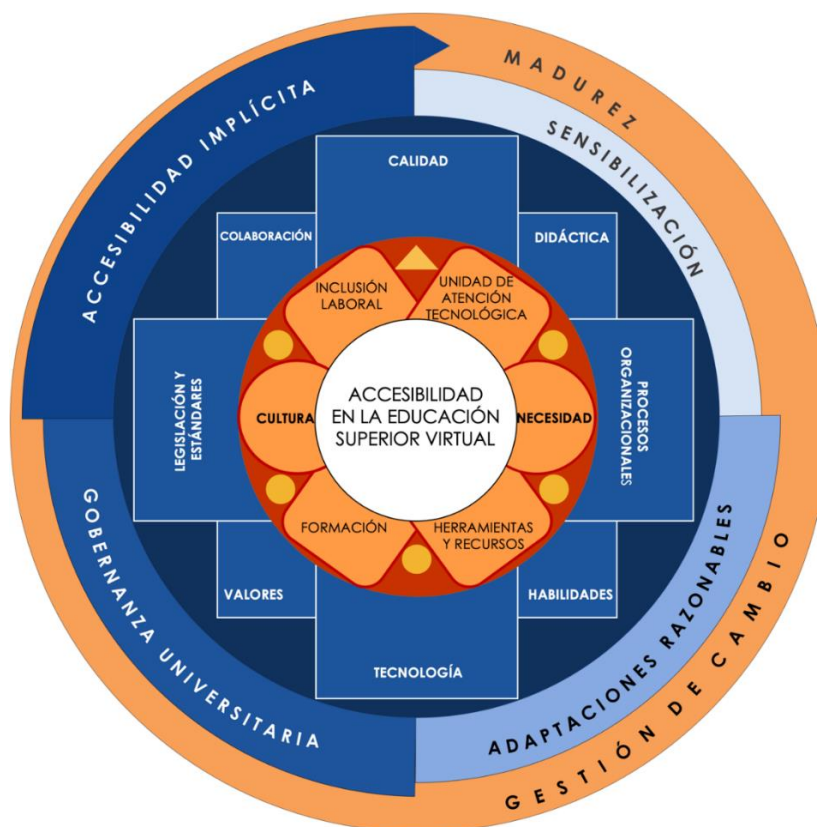 MADUREZ
SENSIBILIZACIÓN
ACCESIBILIDAD IMPLÍCITA
CALIDAD
COLABORACIÓN
DIDÁCTICA
INCLUSIÓN
LABORAL
UNIDAD DE
ATENCIÓN
TECNOLÓGICA
LEGISLACIÓN Y
ESTÁNDARES
CULTURA
ACCESIBILIDAD
EN LA EDUCACIÓN
SUPERIOR VIRTUAL
NECESIDAD
PROCESOS
ORGANIZACIONALES
FORMACIÓN
HERRAMIENTAS
Y RECURSOS
VALORES
HABILIDADES
TECNOLOGÍA
GOBERNANZA UNIVERSITARIA
ADAPTACIONES RAZONABLES
GESTIÓN DE CAMBIO